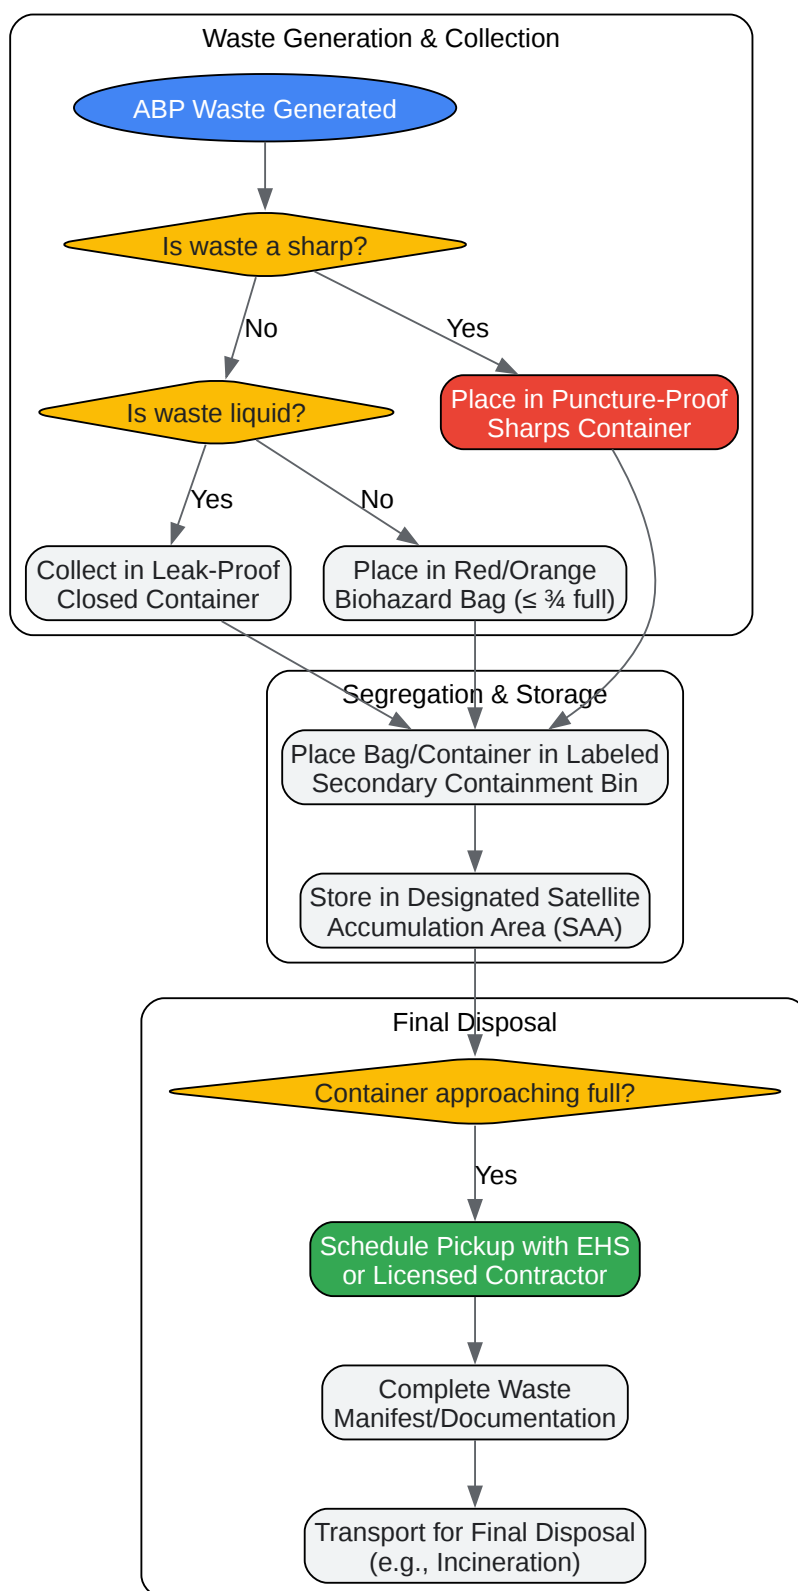 Waste Generation & Collection
ABP Waste Generated
Is waste a sharp?
No
Yes
Is waste liquid?
Place in Puncture-Proof
Sharps Container
Yes
No
Collect in Leak-Proof
Closed Container
Place in Red/Orange
Biohazard Bag (≤ ¾ full)
Segregation & Storage
Place Bag/Container in Labeled
Secondary Containment Bin
Store in Designated Satellite
Accumulation Area (SAA)
Final Disposal
Container approaching full?
Yes
Schedule Pickup with EHS
or Licensed Contractor
Complete Waste
Manifest/Documentation
Transport for Final Disposal
(e.g., Incineration)